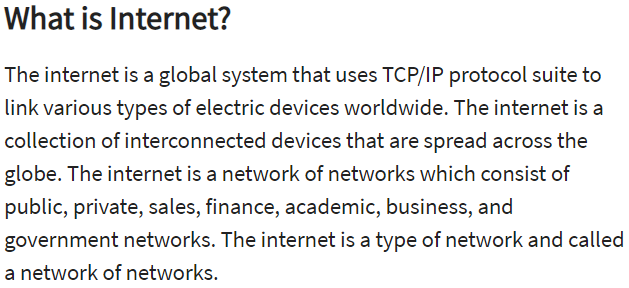 What is Internet?
The internet is a global system that uses TCP/IP protocol suite to
link various types of electric devices worldwide. The internet is a
collection of interconnected devices that are spread across the
globe. The internet is a network of networks which consist of
public, private, sales, finance, academic, business, and
government networks. The internet is a type of network and called
a network of networks.